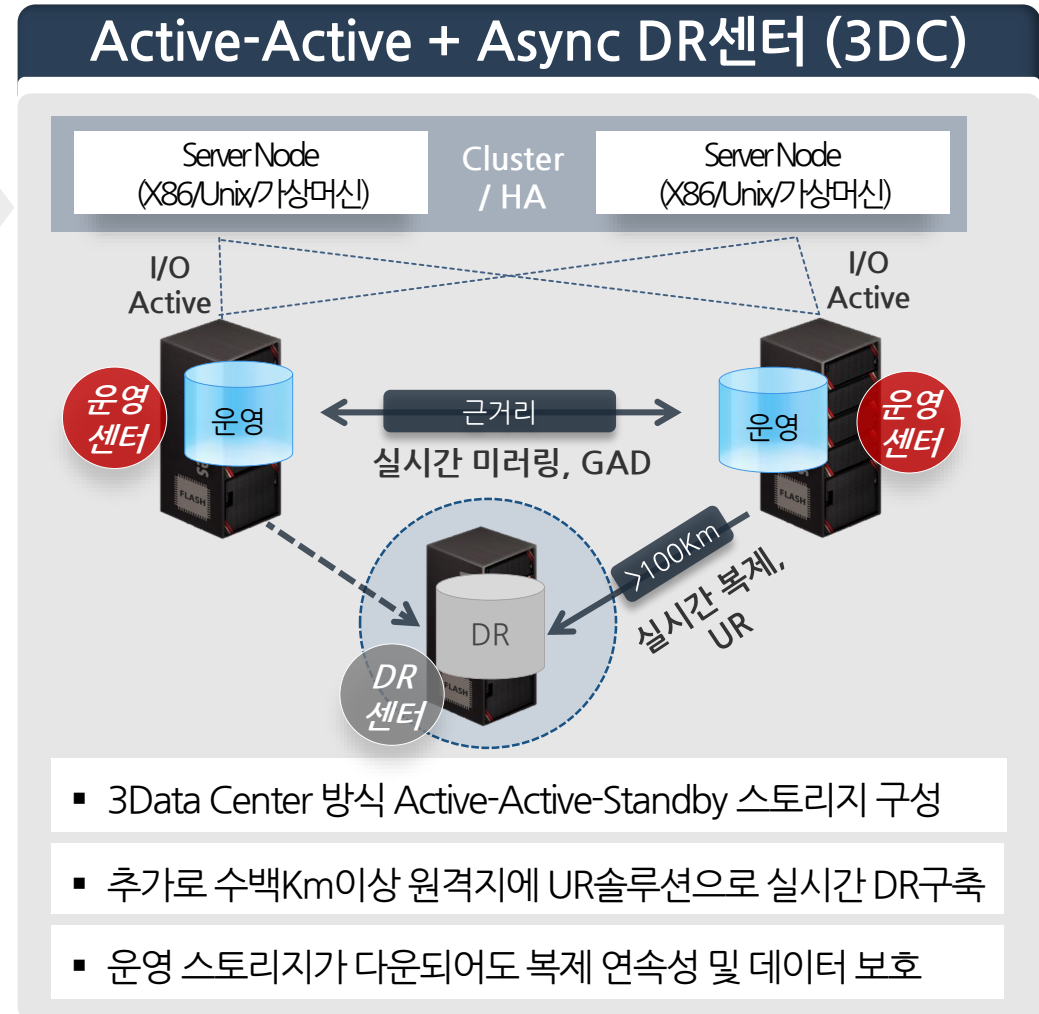 Active-Active + Async DR센터 (3DC)
Server Node
(X86/Unix/가상머신)
Cluster
/ HA
Server Node
(X86/Unix/가상머신)
I/O
Active
I/O
Active
운영
센터
운영
근거리
운영
운영
센터
실시간 미러링, GAD
FLASH
FLASH
>100Km
실시간 복제,
UR
DR
DR
센터
FLASH
▪ 3Data Center 방식 Active-Active-Standby 스토리지 구성
▪ 추가로 수백Km이상 원격지에 UR솔루션으로 실시간 DR구축
▪ 운영 스토리지가 다운되어도 복제 연속성 및 데이터 보호